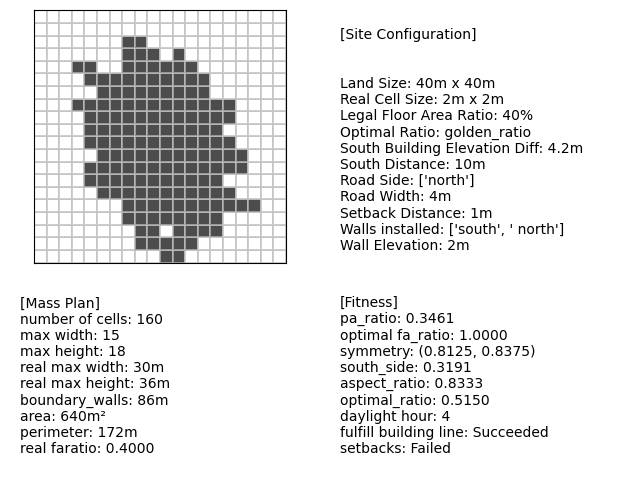 [Site Configuration]
Land Size: 40m x 40m
Real Cell Size: 2m x 2m
Legal Floor Area Ratio: 40%
Optimal Ratio: golden_ratio
South Building Elevation Diff: 4.2m
South Distance: 10m
Road Side: ['north']
Road Width: 4m
Setback Distance: 1m
Walls installed: ['south', ' north']
Wall Elevation: 2m
[Mass Plan]
number of cells: 160
max width: 15
max height: 18
real max width: 30m
real max height: 36m
boundary_walls: 86m
area: 640m²
perimeter: 172m
real faratio: 0.4000
[Fitness]
pa_ratio: 0.3461
optimal fa_ratio: 1.0000
symmetry: (0.8125, 0.8375)
south_side: 0.3191
aspect_ratio: 0.8333
optimal_ratio: 0.5150
daylight hour: 4
fulfill building line: Succeeded
setbacks: Failed